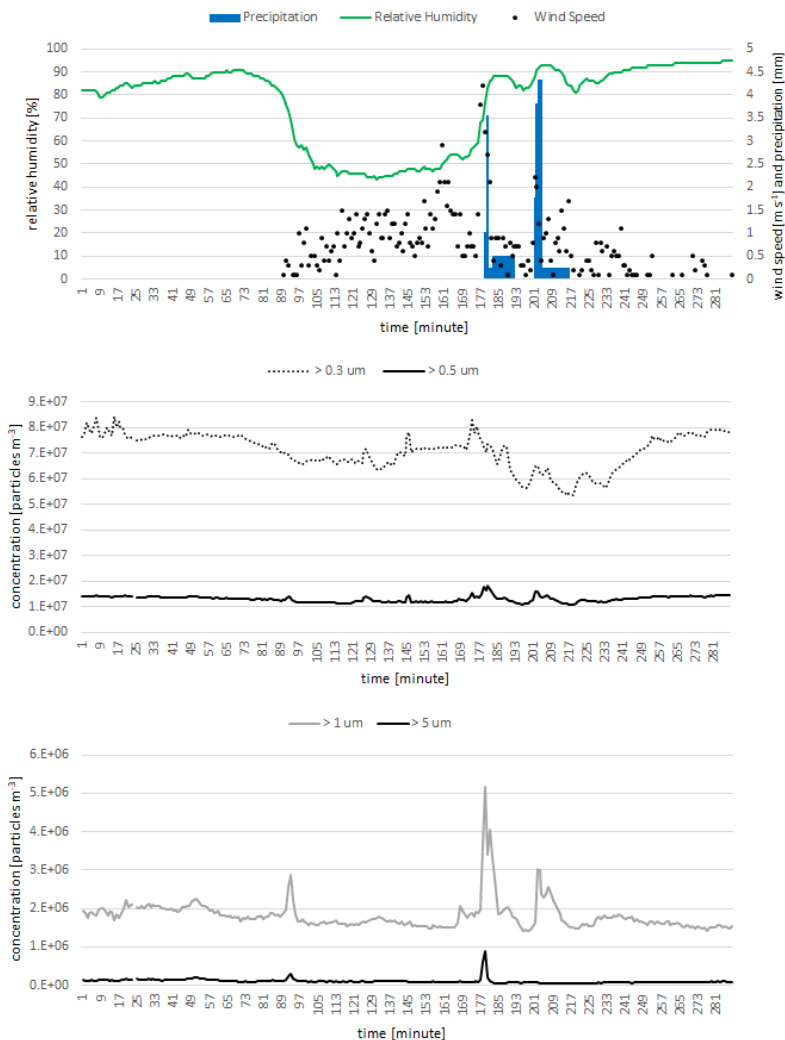 Precipitation Relative Humidity Wind Speed
100 5
90 4.5
80 4
70 3.5
60 3
50 2.5
40 2
30 1.5
20 1
10 0.5
0 0
relative humidity [%]
wind speed[m s¹] and precipitation [mm]
1 9 17 25 33 41 49 57 65 73 81 89 97 105 113 121 129 137 145 153 161 169 177 185 193 201 209 217 225 233 241 249 257 265 273 281
time [minute]
> 0.3 um > 0.5 um
9.E+07
8.E+07
7.E+07
6.E+07
5.E+07
4.E+07
3.E+07
2.E+07
1.E+07
0.E+00
concentration [particles m⁻³]
1 9 17 25 33 41 49 57 65 73 81 89 97 105 113 121 129 137 145 153 161 169 177 185 193 201 209 217 225 233 241 249 257 265 273 281
time [minute]
> 1 um > 5 um
6.E+06
5.E+06
4.E+06
3.E+06
2.E+06
1.E+06
0.E+00
concentration [particles m⁻³]
1 9 17 25 33 41 49 57 65 73 81 89 97 105 113 121 129 137 145 153 161 169 177 185 193 201 209 217 225 233 241 249 257 265 273 281
time [minute]